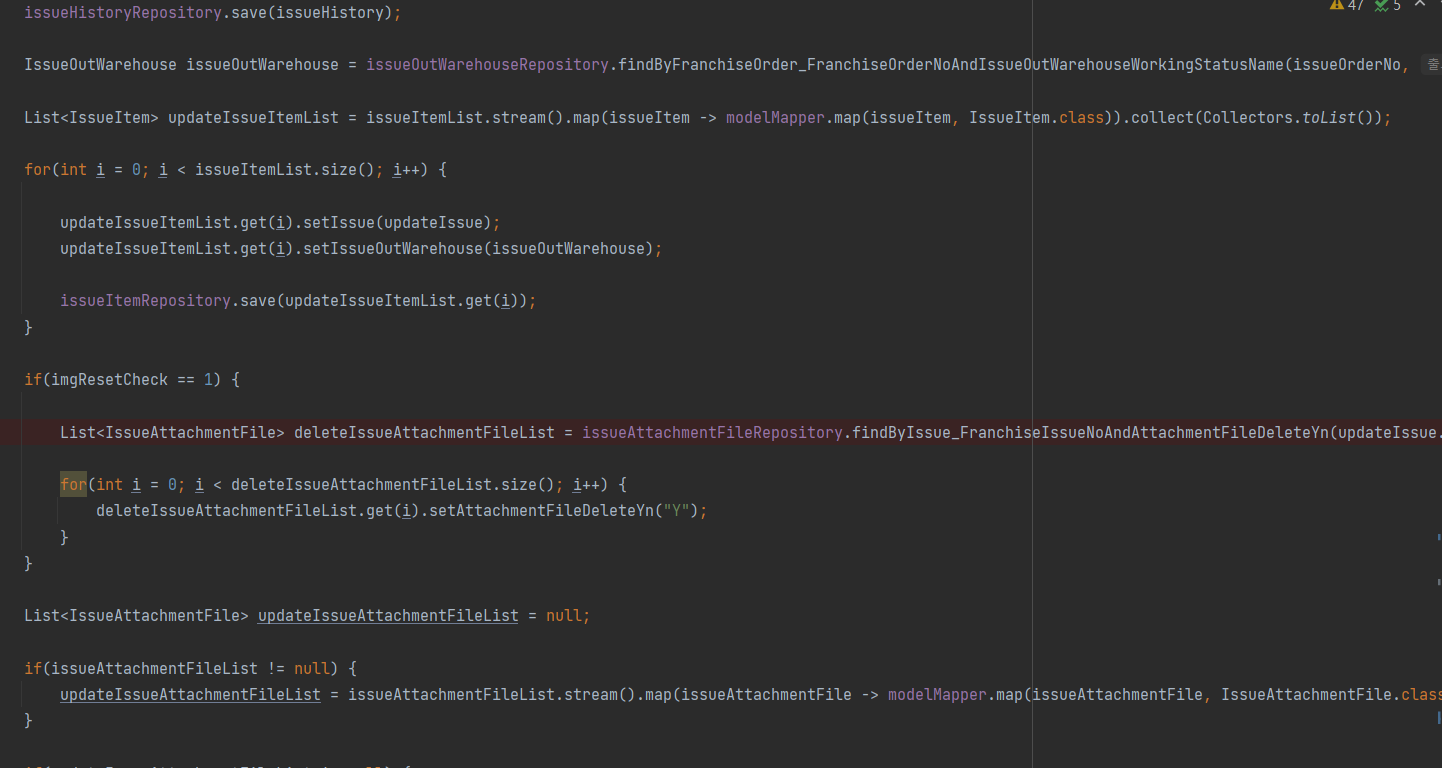 47 5
issueHistoryRepository.save(issueHistory);
IssueOutWarehouse issueOutWarehouse = issueOutWarehouseRepository.findByFranchiseOrder_FranchiseOrderNoAndIssueOutWarehouseWorkingStatusName(issueOrderNo, 출
List<IssueItem> updateIssueItemList = issueItemList.stream().map(issueItem -> modelMapper.map(issueItem, IssueItem.class)).collect(Collectors.toList());
for(int i = 0; i < issueItemList.size(); i++) {
updateIssueItemList.get(i).setIssue(updateIssue);
updateIssueItemList.get(i).setIssueOutWarehouse(issueOutWarehouse);
issueItemRepository.save(updateIssueItemList.get(i));
}
if(imgResetCheck == 1) {
List<IssueAttachmentFile> deleteIssueAttachmentFileList = issueAttachmentFileRepository.findByIssue_FranchiseIssueNoAndAttachmentFileDeleteYn(updateIssue.
for(int i = 0; i < deleteIssueAttachmentFileList.size(); i++) {
deleteIssueAttachmentFileList.get(i).setAttachmentFileDeleteYn("Y");
}
}
List<IssueAttachmentFile> updateIssueAttachmentFileList = null;
if(issueAttachmentFileList != null) {
updateIssueAttachmentFileList = issueAttachmentFileList.stream().map(issueAttachmentFile -> modelMapper.map(issueAttachmentFile, IssueAttachmentFile.class
}